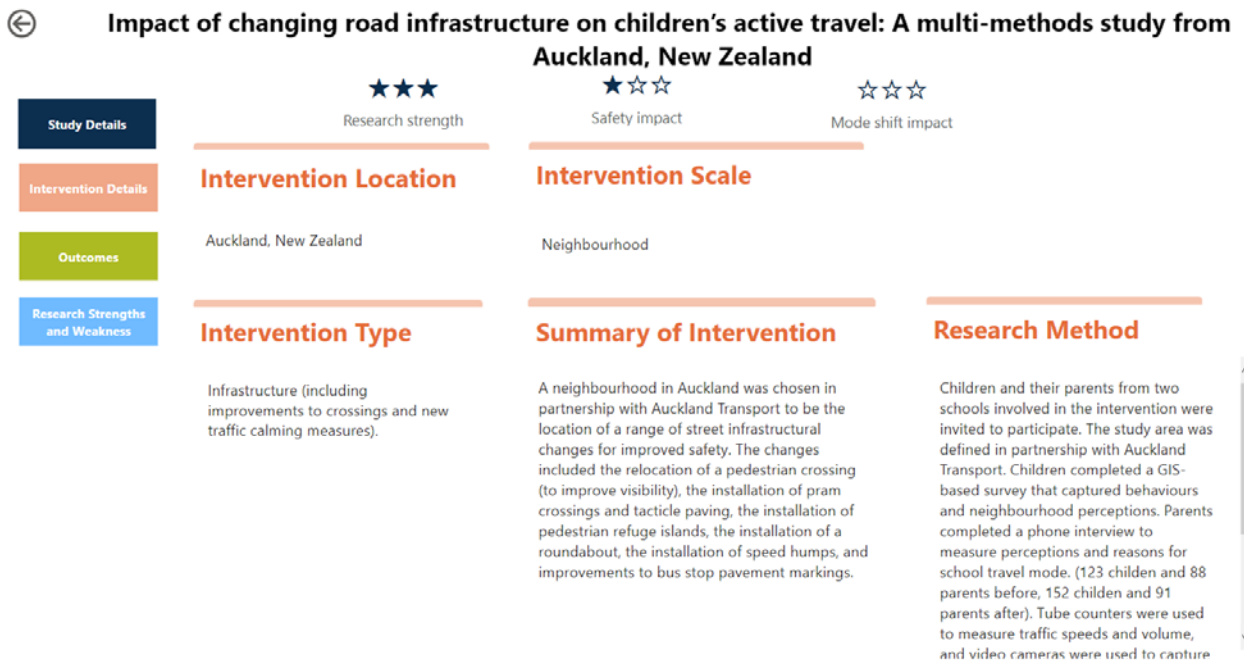 Impact of changing road infrastructure on children's active travel: A multi-methods study from
Auckland, New Zealand
Research strength
Safety impact
Mode shift impact
Study Details
Intervention Details
Outcomes
Research Strengths
and Weakness
Intervention Location
Auckland, New Zealand
Intervention Scale
Neighbourhood
Intervention Type
Infrastructure (including
improvements to crossings and new
traffic calming measures).
Summary of Intervention
A neighbourhood in Auckland was chosen in
partnership with Auckland Transport to be the
location of a range of street infrastructural
changes for improved safety. The changes
included the relocation of a pedestrian crossing
(to improve visibility), the installation of pram
crossings and tacticle paving, the installation of
pedestrian refuge islands, the installation of a
roundabout, the installation of speed humps, and
improvements to bus stop pavement markings.
Research Method
Children and their parents from two
schools involved in the intervention were
invited to participate. The study area was
defined in partnership with Auckland
Transport. Children completed a GIS-
based survey that captured behaviours
and neighbourhood perceptions. Parents
completed a phone interview to
measure perceptions and reasons for
school travel mode. (123 childen and 88
parents before, 152 childen and 91
parents after). Tube counters were used
to measure traffic speeds and volume,
and video cameras were used to capture